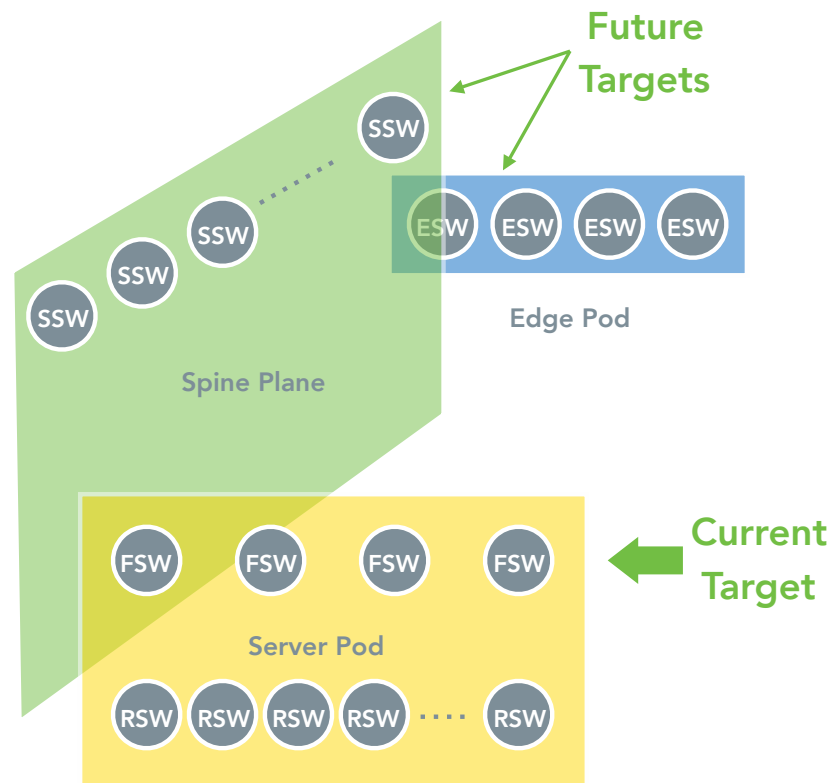 Future
Targets
SSW
SSW
SSW
SSW
ESW
ESW
ESW
ESW
Edge Pod
Spine Plane
FSW
FSW
FSW
FSW
Current
Target
Server Pod
RSW
RSW
RSW
RSW
RSW